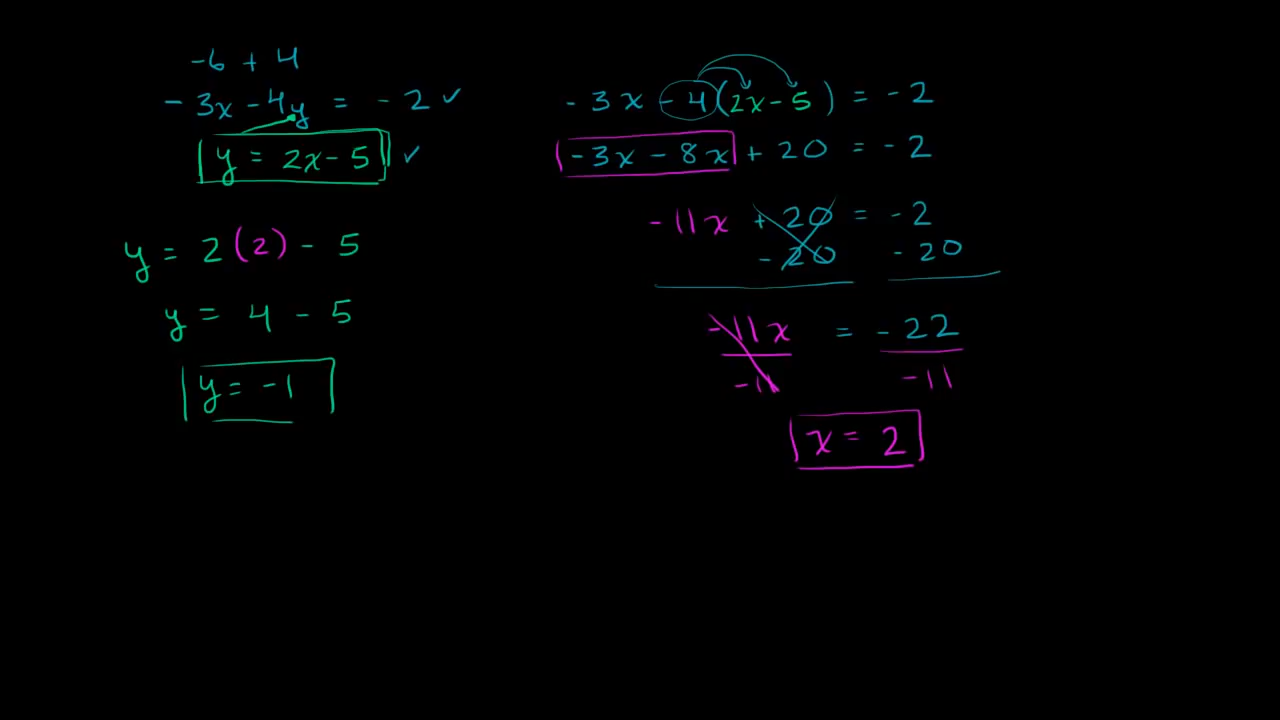 -6 + 4
-3x - 4y = -2 ✓
y = 2x - 5 ✓
y = 2(2) - 5
y = 4 - 5
y = -1
-3x - 4(2x - 5) = -2
-3x - 8x + 20 = -2
-11x + 20 = -2
-20 -20
-11x = -22
-11 -11
x = 2